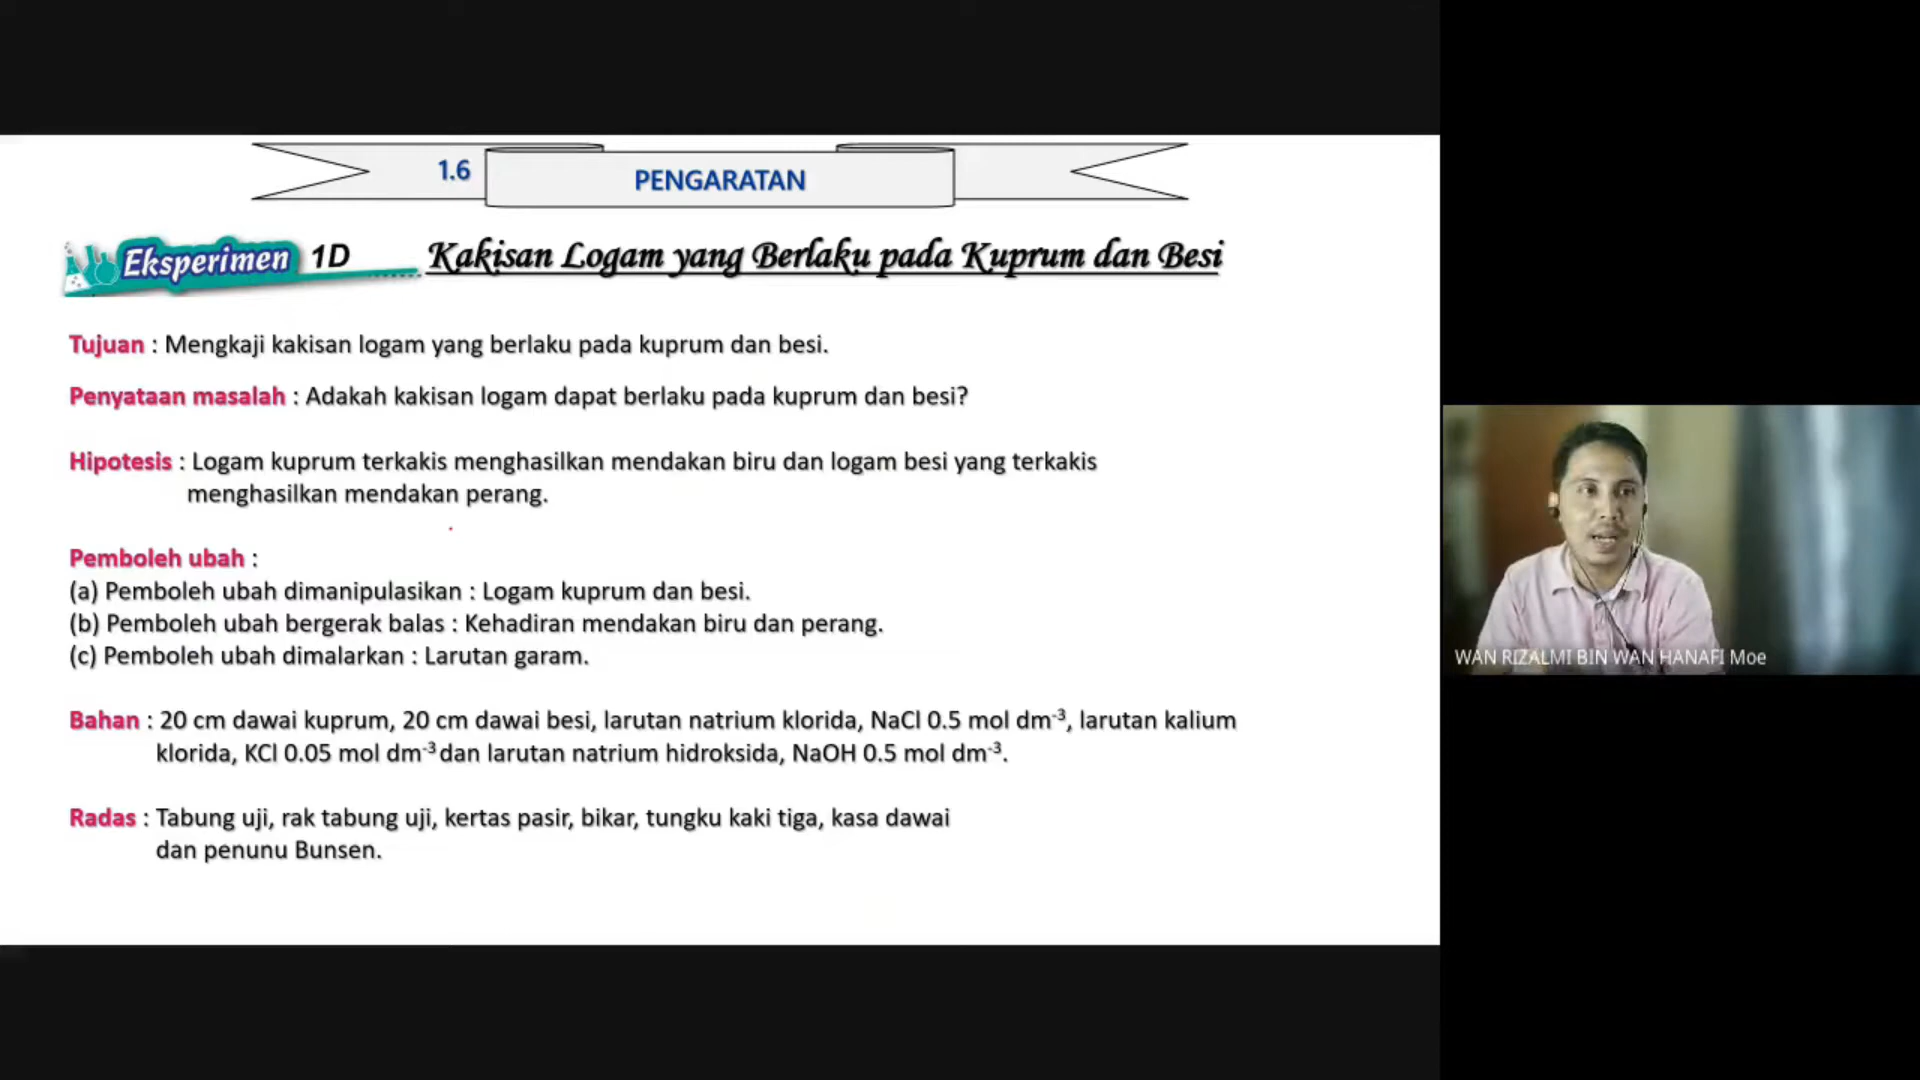 1.6
PENGARATAN
Eksperimen 1D Kakisan Logam yang Berlaku pada Kuprum dan Besi
Tujuan : Mengkaji kakisan logam yang berlaku pada kuprum dan besi.
Penyataan masalah : Adakah kakisan logam dapat berlaku pada kuprum dan besi?
Hipotesis : Logam kuprum terkakis menghasilkan mendakan biru dan logam besi yang terkakis
menghasilkan mendakan perang.
Pemboleh ubah :
(a) Pemboleh ubah dimanipulasikan : Logam kuprum dan besi.
(b) Pemboleh ubah bergerak balas : Kehadiran mendakan biru dan perang.
(c) Pemboleh ubah dimalarkan : Larutan garam.
Bahan : 20 cm dawai kuprum, 20 cm dawai besi, larutan natrium klorida, NaCl 0.5 mol dm⁻³, larutan kalium
klorida, KCl 0.05 mol dm⁻³ dan larutan natrium hidroksida, NaOH 0.5 mol dm⁻³.
Radas : Tabung uji, rak tabung uji, kertas pasir, bikar, tungku kaki tiga, kasa dawai
dan penunu Bunsen.
WAN RIZALMI BIN WAN HANAFI Moe